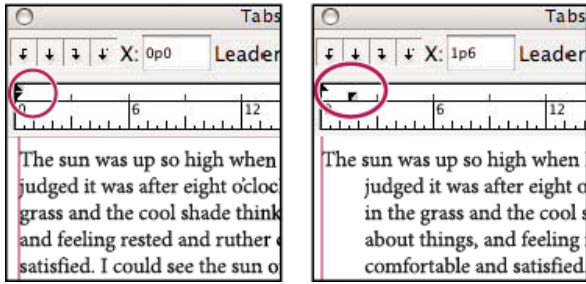 Tabs
X: 0p0 Leader
0 6 12
The sun was up so high when
judged it was after eight o'cloc
grass and the cool shade think
and feeling rested and ruther
satisfied. I could see the sun o
Tabs
X: 1p6 Leader
6 12
The sun was up so high when
judged it was after eight o
in the grass and the cool s
about things, and feeling
comfortable and satisfied.